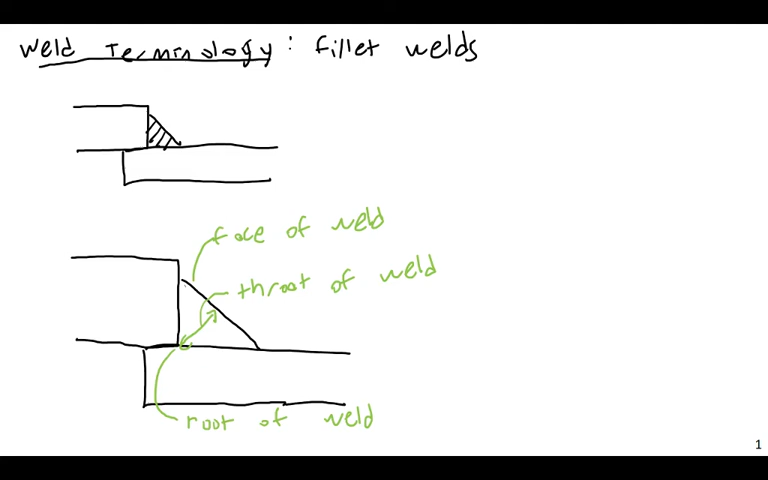 Weld Terminology: fillet welds
face of weld
throat of weld
root of weld
1